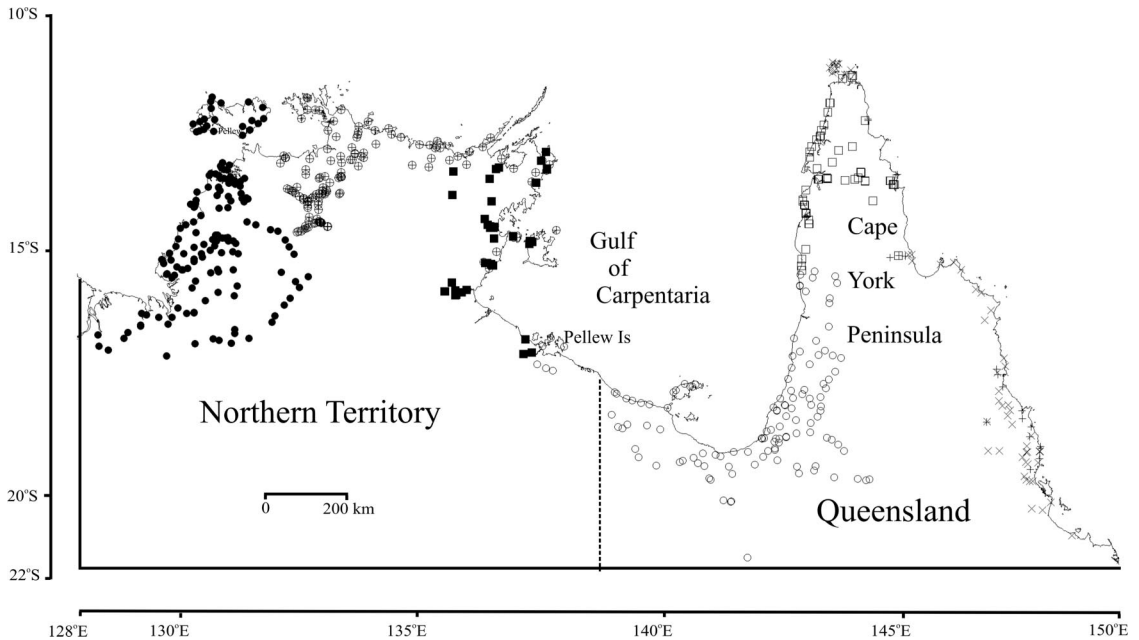 10°S
Pellew
Gulf
of
Carpentaria
Cape
York
Peninsula
15°S
Pellew Is
Northern Territory
0 200 km
20°S
Queensland
22°S
128°E 130°E 135°E 140°E 145°E 150°E